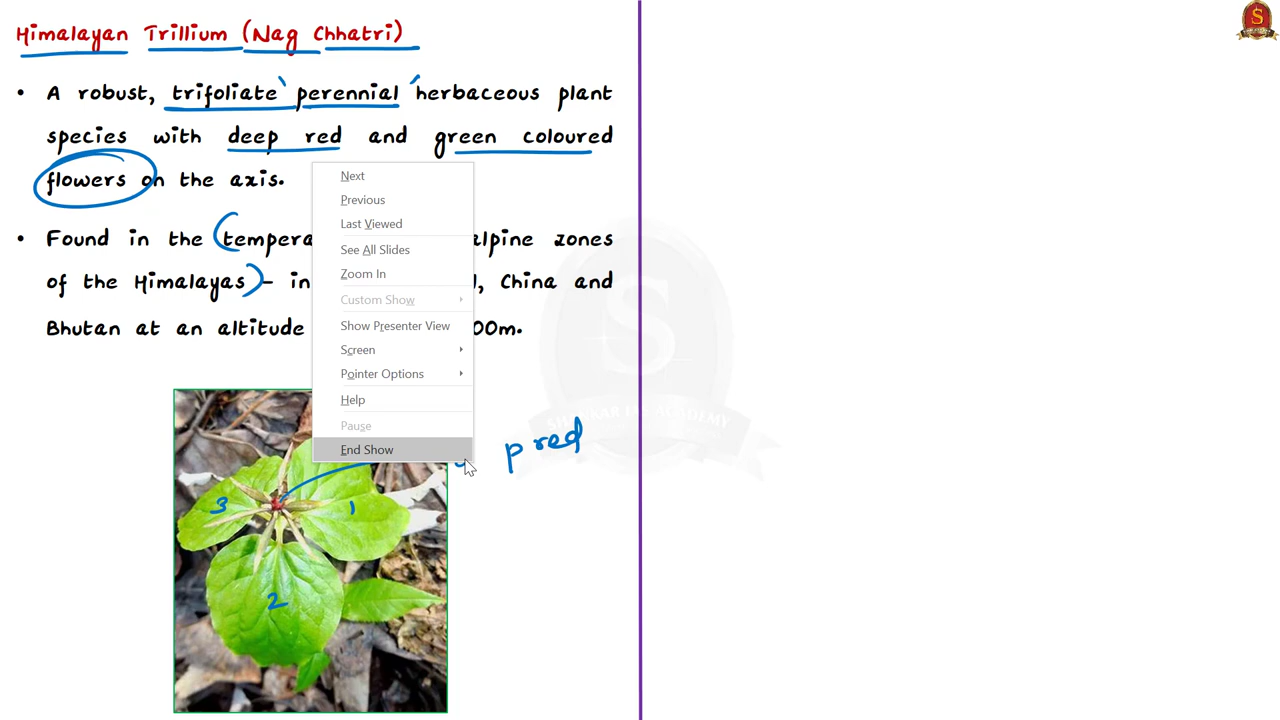 Himalayan Trillium (Nag Chhatri)
• A robust, trifoliate perennial herbaceous plant
species with deep red and green coloured
flowers on the axis.
• Found in the tempera alpine zones
of the Himalayas - in , China and
Bhutan at an altitude 00m.
Next
Previous
Last Viewed
See All Slides
Zoom In
Custom Show
Show Presenter View
Screen
Pointer Options
Help
Pause
End Show
p red
3
1
2
S
S